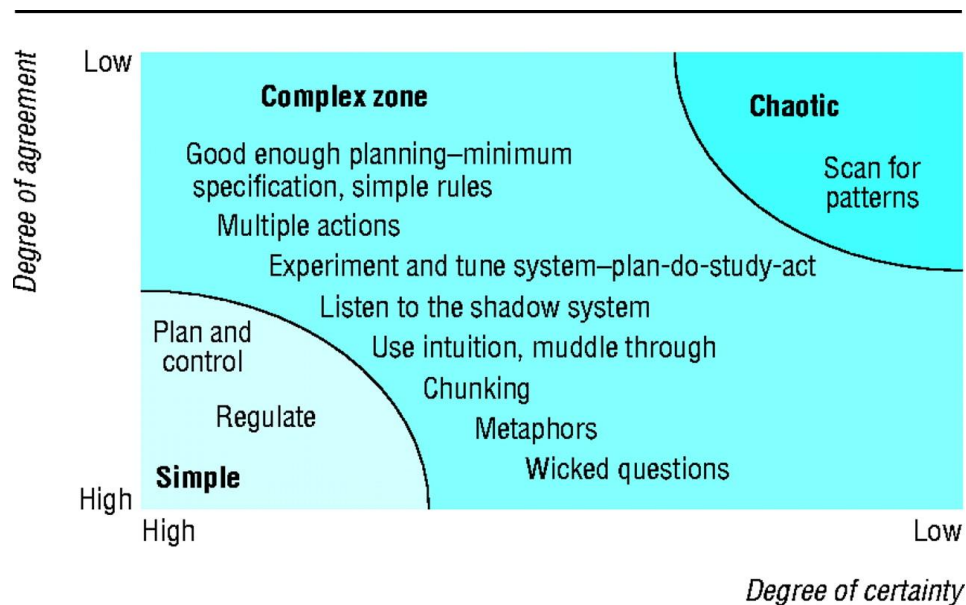 Degree of agreement
Low
Complex zone
Chaotic
Good enough planning–minimum
specification, simple rules
Scan for
patterns
Multiple actions
Experiment and tune system–plan-do-study-act
Listen to the shadow system
Plan and
control
Use intuition, muddle through
Chunking
Regulate
Metaphors
Simple
Wicked questions
High
High
Low
Degree of certainty